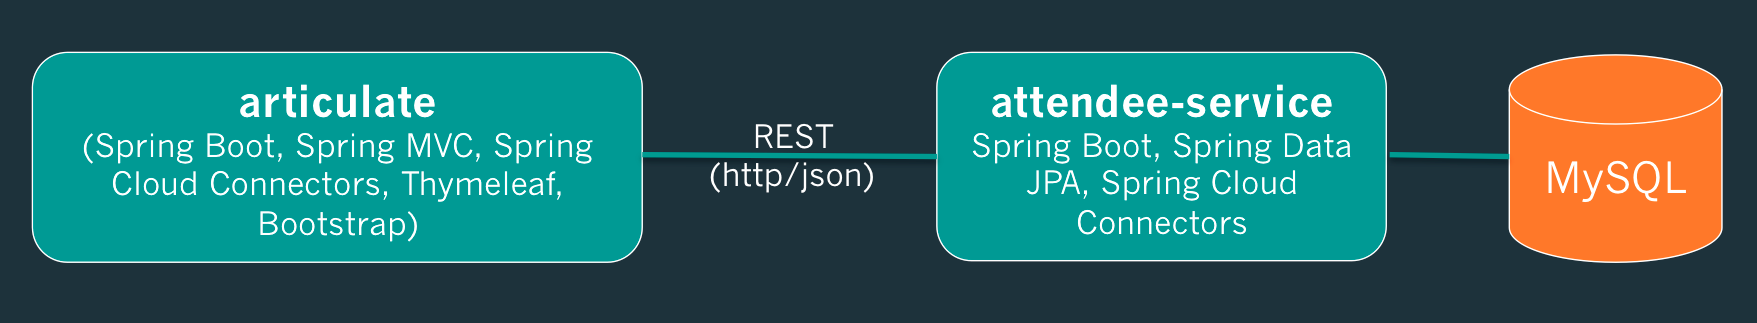 articulate
(Spring Boot, Spring MVC, Spring
Cloud Connectors, Thymeleaf,
Bootstrap)
REST
(http/json)
attendee-service
Spring Boot, Spring Data
JPA, Spring Cloud
Connectors
MySQL